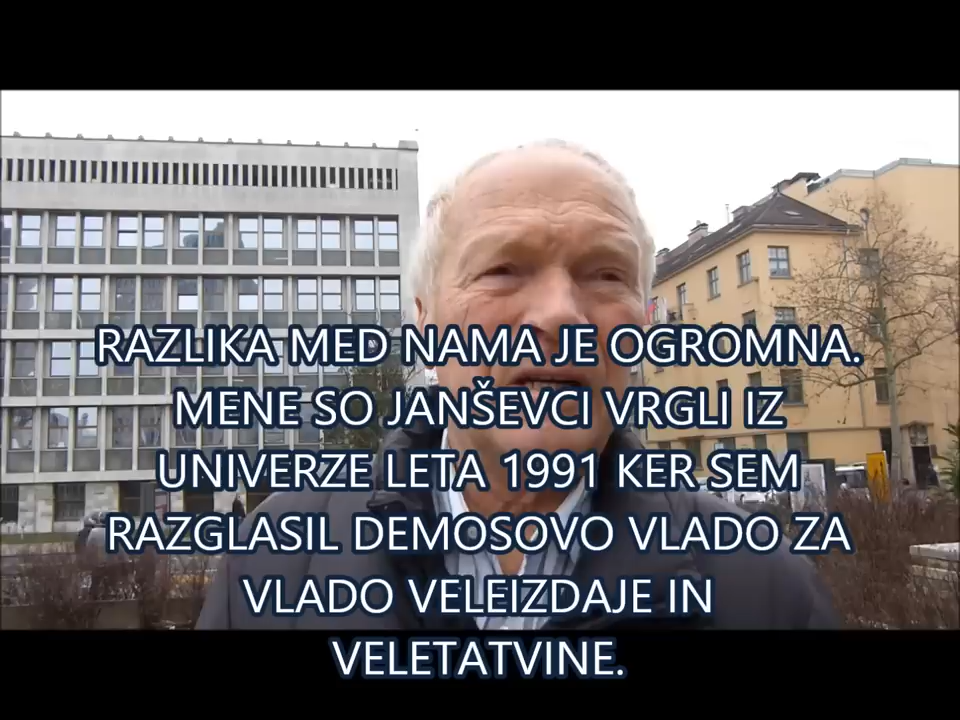 RAZLIKA MED NAMA JE OGROMNA.
MENE SO JANŠEVCI VRGLI IZ
UNIVERZE LETA 1991 KER SEM
RAZGLASIL DEMOSOVO VLADO ZA
VLADO VELEIZDAJE IN
VELETATVINE.